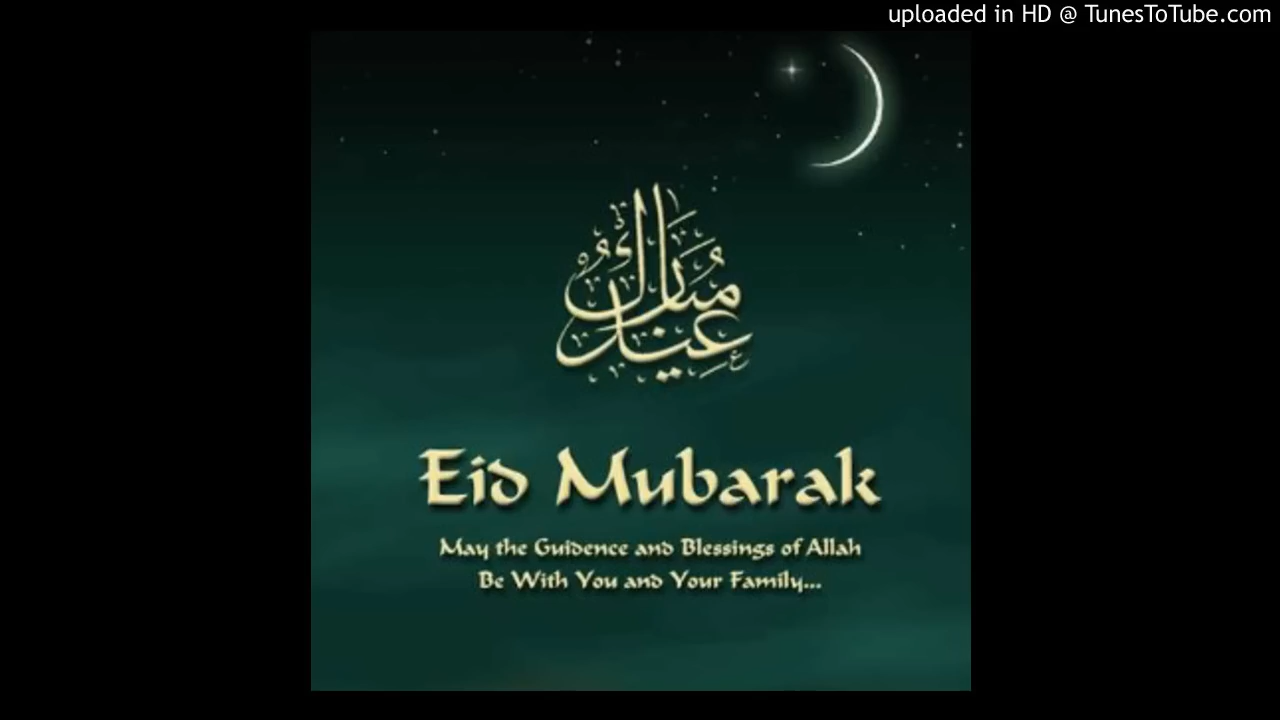 uploaded in HD @ TunesToTube.com
عيد مبارك
Eid Mubarak
May the Guidence and Blessings of Allah
Be With You and Your Family...